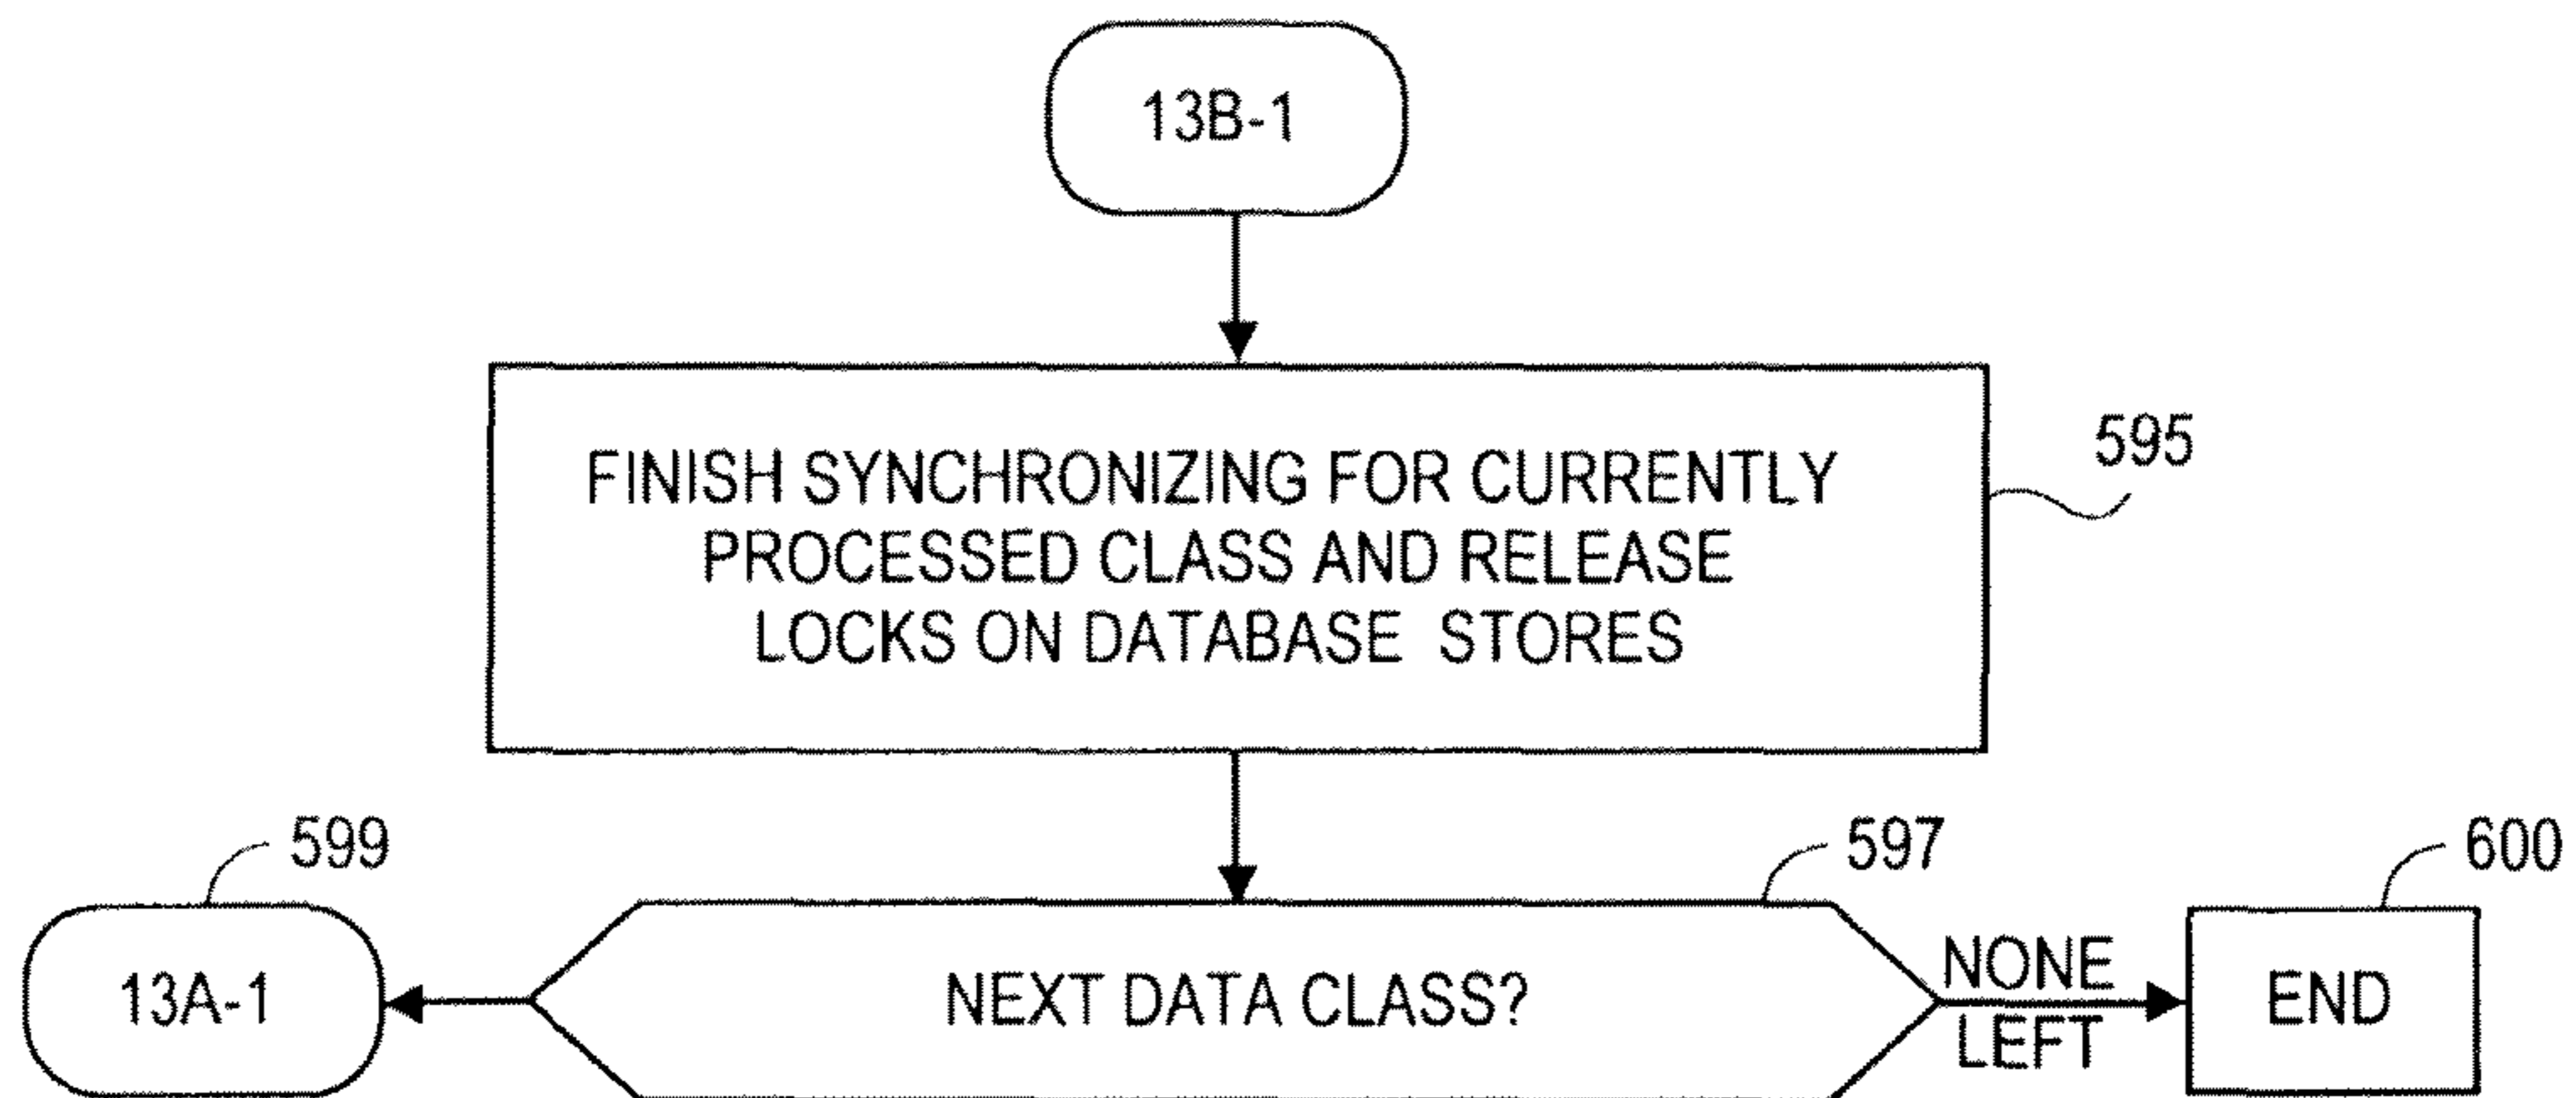 13B-1
FINISH SYNCHRONIZING FOR CURRENTLY
PROCESSED CLASS AND RELEASE
LOCKS ON DATABASE STORES
595
599
597
600
13A-1
NEXT DATA CLASS?
NONE
LEFT
END